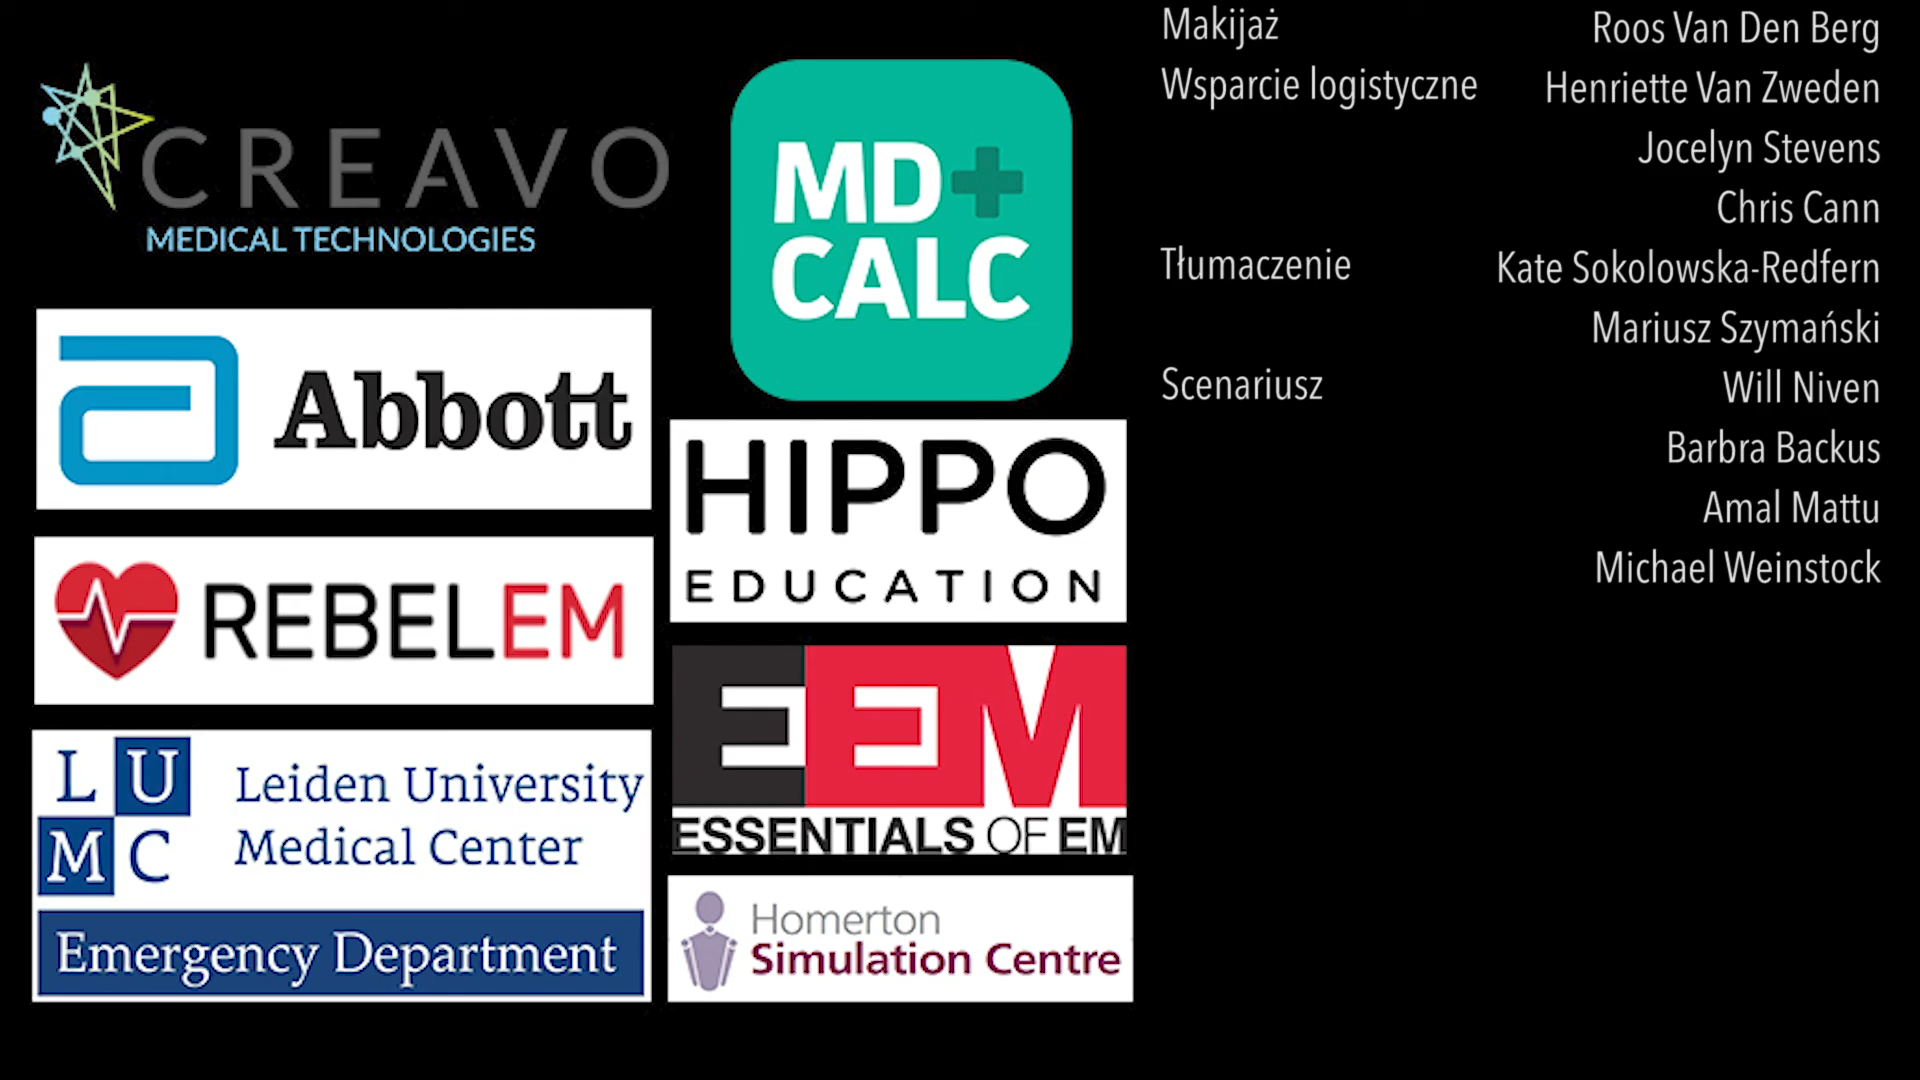 CREAVO
MEDICAL TECHNOLOGIES
MD+
CALC
Abbott
HIPPO
EDUCATION
REBELEM
EEM
ESSENTIALS OF EM
L U
M C
Leiden University
Medical Center
Emergency Department
Homerton
Simulation Centre
Makijaż Roos Van Den Berg
Wsparcie logistyczne Henriette Van Zweden
Jocelyn Stevens
Chris Cann
Tłumaczenie Kate Sokolowska-Redfern
Mariusz Szymański
Scenariusz Will Niven
Barbra Backus
Amal Mattu
Michael Weinstock